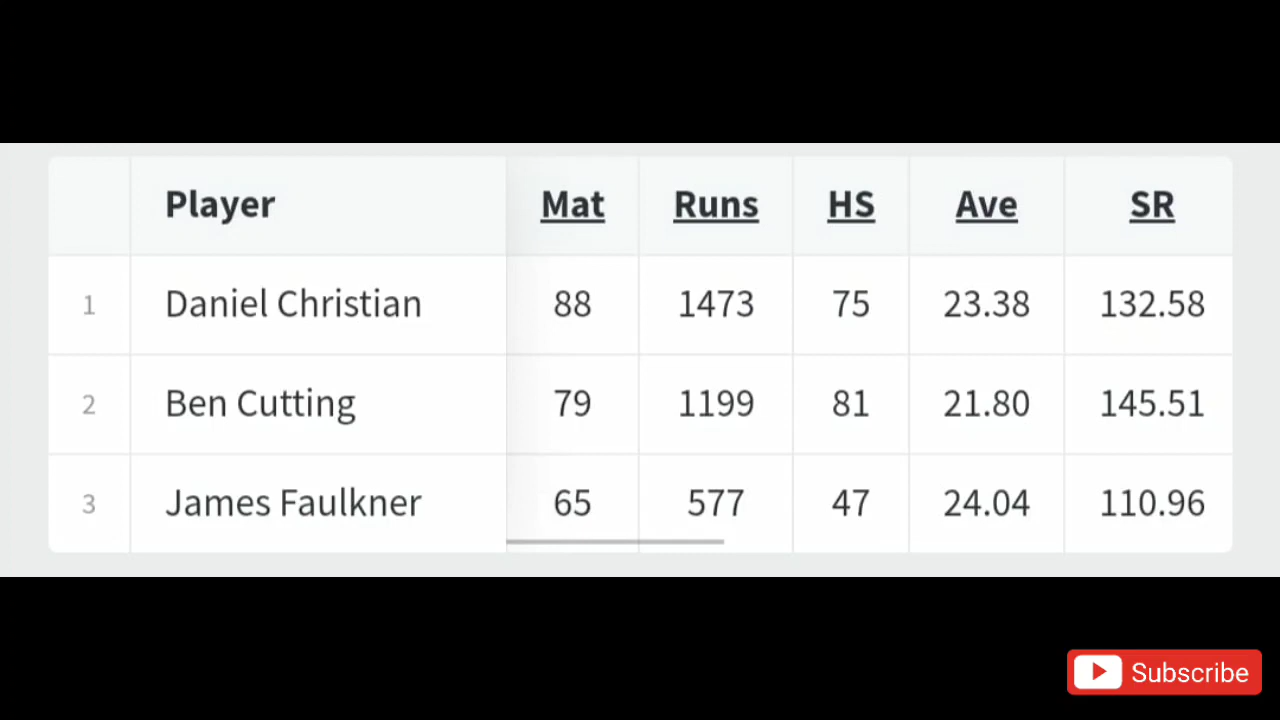 Player Mat Runs HS Ave SR
1 Daniel Christian 88 1473 75 23.38 132.58
2 Ben Cutting 79 1199 81 21.80 145.51
3 James Faulkner 65 577 47 24.04 110.96
Subscribe